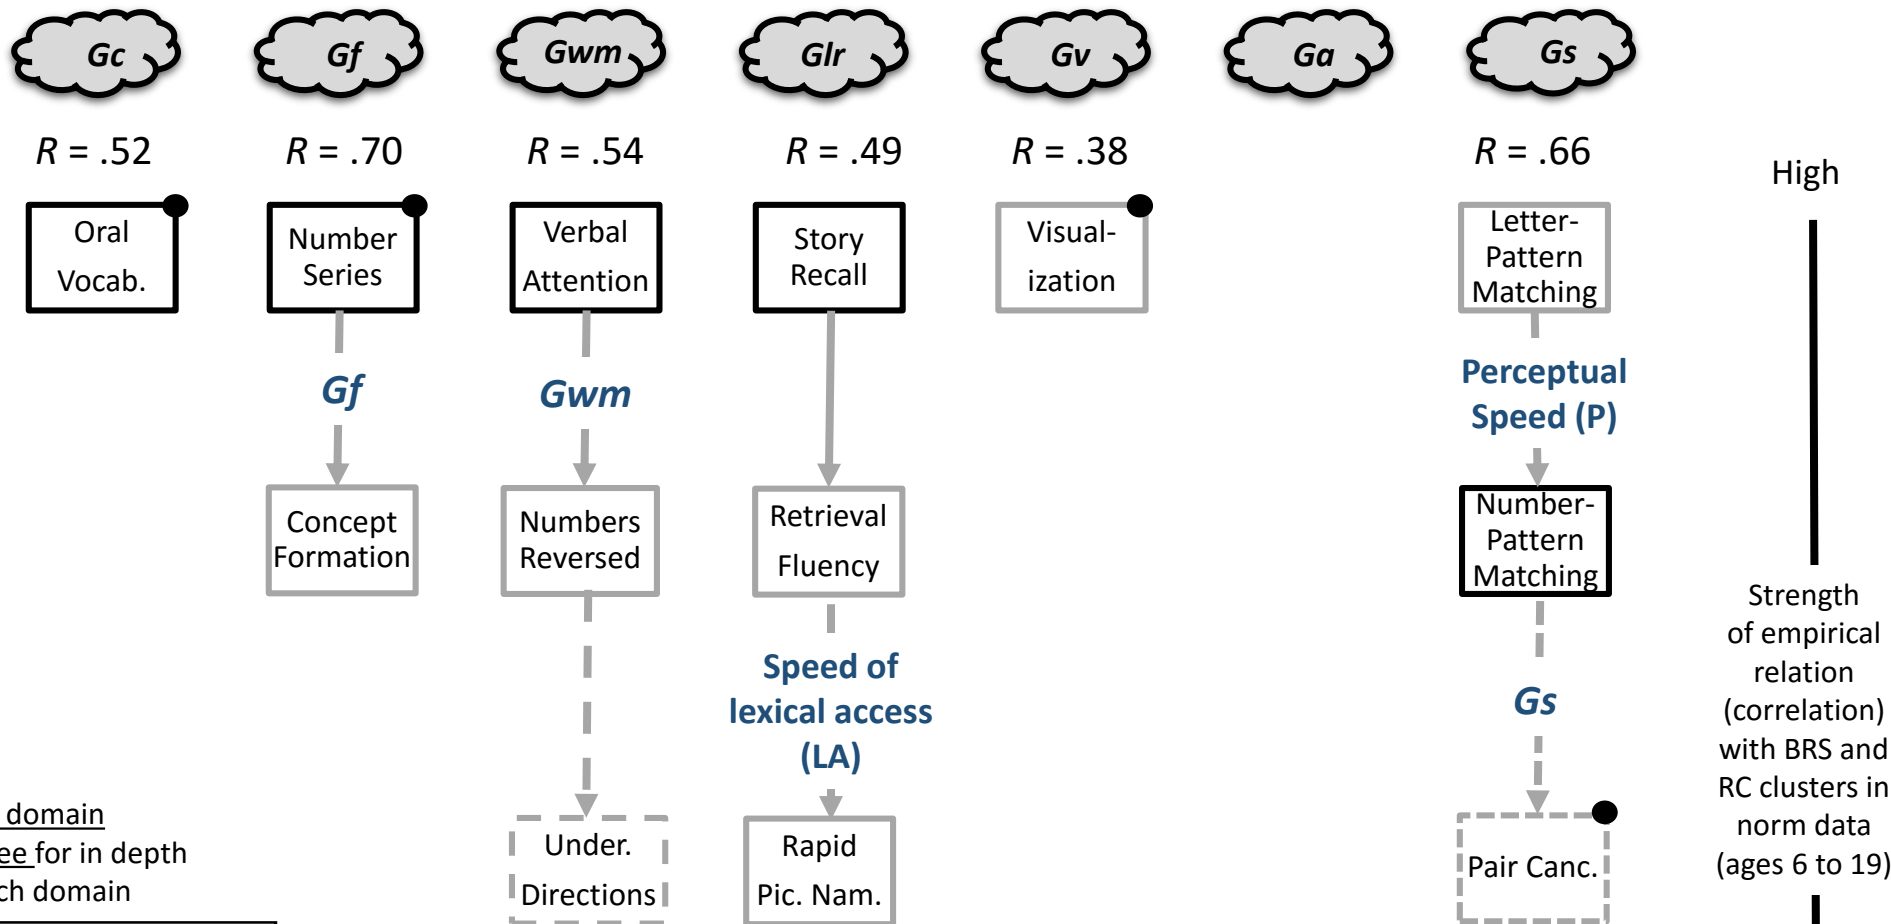 Gc
Gf
Gwm
Glr
Gv
Ga
Gs
R = .52
R = .70
R = .54
R = .49
R = .38
R = .66
High
Oral
Vocab.
Number
Series
Verbal
Attention
Story
Recall
Visual-
ization
Letter-
Pattern
Matching
Gf
Gwm
Perceptual
Speed (P)
Concept
Formation
Numbers
Reversed
Retrieval
Fluency
Number-
Pattern
Matching
Strength
of empirical
relation
(correlation)
with BRS and
RC clusters in
norm data
(ages 6 to 19)
Speed of
lexical access
(LA)
Gs
domain
for in depth
domain
Under.
Directions
Rapid
Pic. Nam.
Pair Canc.